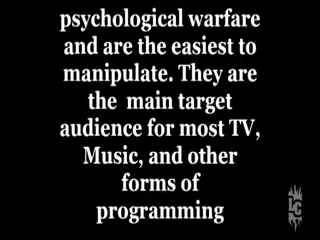 psychological warfare
and are the easiest to
manipulate. They are
the main target
audience for most TV,
Music, and other
forms of
programming